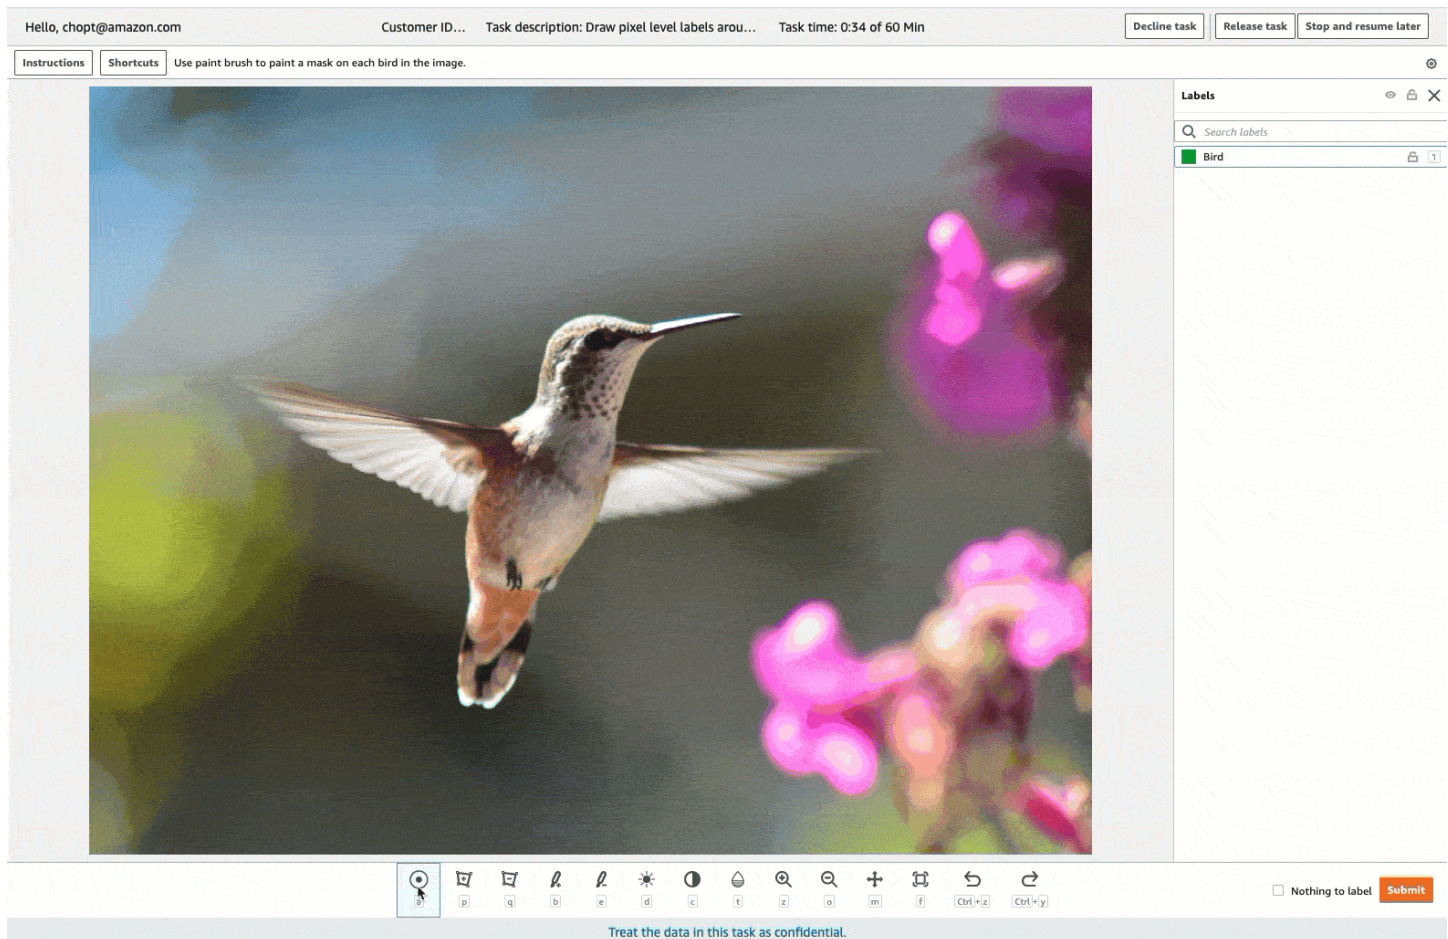 Hello, chopt@amazon.com Customer ID... Task description: Draw pixel level labels arou... Task time: 0:34 of 60 Min Decline task Release task Stop and resume later
Instructions Shortcuts Use paint brush to paint a mask on each bird in the image.
Labels
Search labels
Bird 1
a p q b e d c t z o m f Ctrl+z Ctrl+y
Nothing to label Submit
Treat the data in this task as confidential.